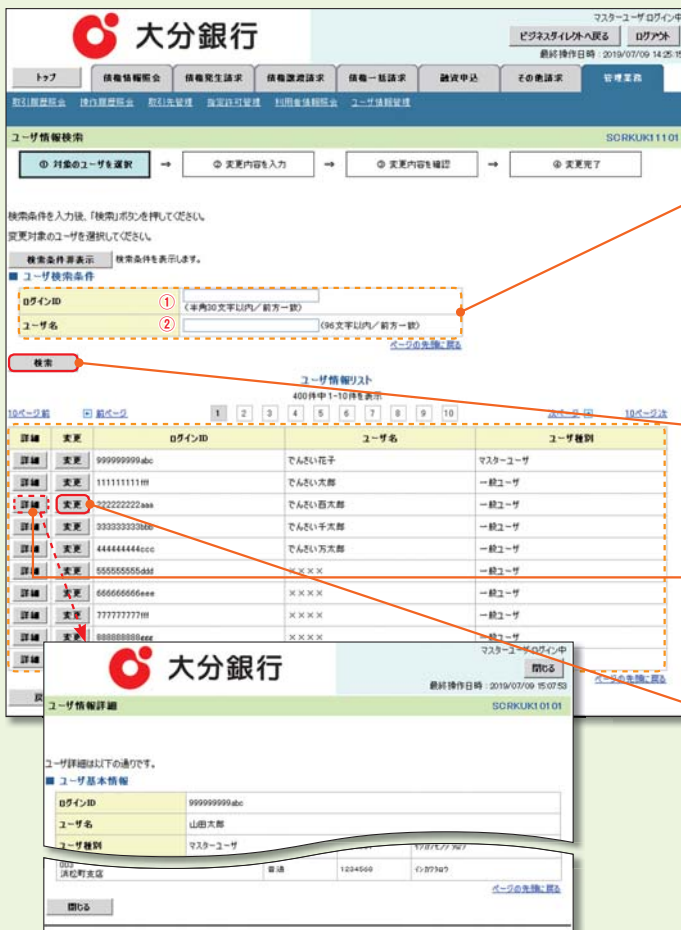 マスターユーザログイン中
大分銀行
ビジネスダイレクトへ戻る ログアウト
最終操作日時：2019/07/09 14:25:15
トップ 債権情報照会 債権発生請求 債権譲渡請求 債権一括請求 融資申込 その他請求 管理業務
取引履歴照会 操作履歴照会 取引先管理 指定許可管理 利用者情報照会 ユーザ情報管理
ユーザ情報検索 SCRKUK11101
① 対象のユーザを選択 ⇒ ② 変更内容を入力 ⇒ ③ 変更内容を確認 ⇒ ④ 変更完了
検索条件を入力後、「検索」ボタンを押してください。
変更対象のユーザを選択してください。
検索条件非表示 検索条件を表示します。
■ ユーザ検索条件
ログインID ① （半角30文字以内／前方一致）
ユーザ名 ② （96文字以内／前方一致）
ページの先頭に戻る
検索
ユーザ情報リスト
400件中 1-10件を表示
10ページ前 前ページ 1 2 3 4 5 6 7 8 9 10 次ページ 10ページ次
詳細 変更 ログインID ユーザ名 ユーザ種別
詳細 変更 999999999abc でんさい花子 マスターユーザ
詳細 変更 111111111fff でんさい太郎 一般ユーザ
詳細 変更 222222222aaa でんさい百太郎 一般ユーザ
詳細 変更 333333333bbb でんさい千太郎 一般ユーザ
詳細 変更 444444444ccc でんさい万太郎 一般ユーザ
詳細 変更 555555555ddd ×××× 一般ユーザ
詳細 変更 666666666eee ×××× 一般ユーザ
詳細 変更 777777777fff ×××× 一般ユーザ
詳細 変更 888888888ggg ×××× 一般ユーザ
詳細
ページの先頭に戻る
マスターユーザログイン中
大分銀行
閉じる
最終操作日時：2019/07/09 15:07:53
ユーザ情報詳細 SCRKUK10101
ユーザ詳細は以下の通りです。
■ ユーザ基本情報
ログインID 999999999abc
ユーザ名 山田太郎
ユーザ種別 マスターユーザ
003
浜松町支店 普通 1234568 イ）カワタロウ
ページの先頭に戻る
閉じる